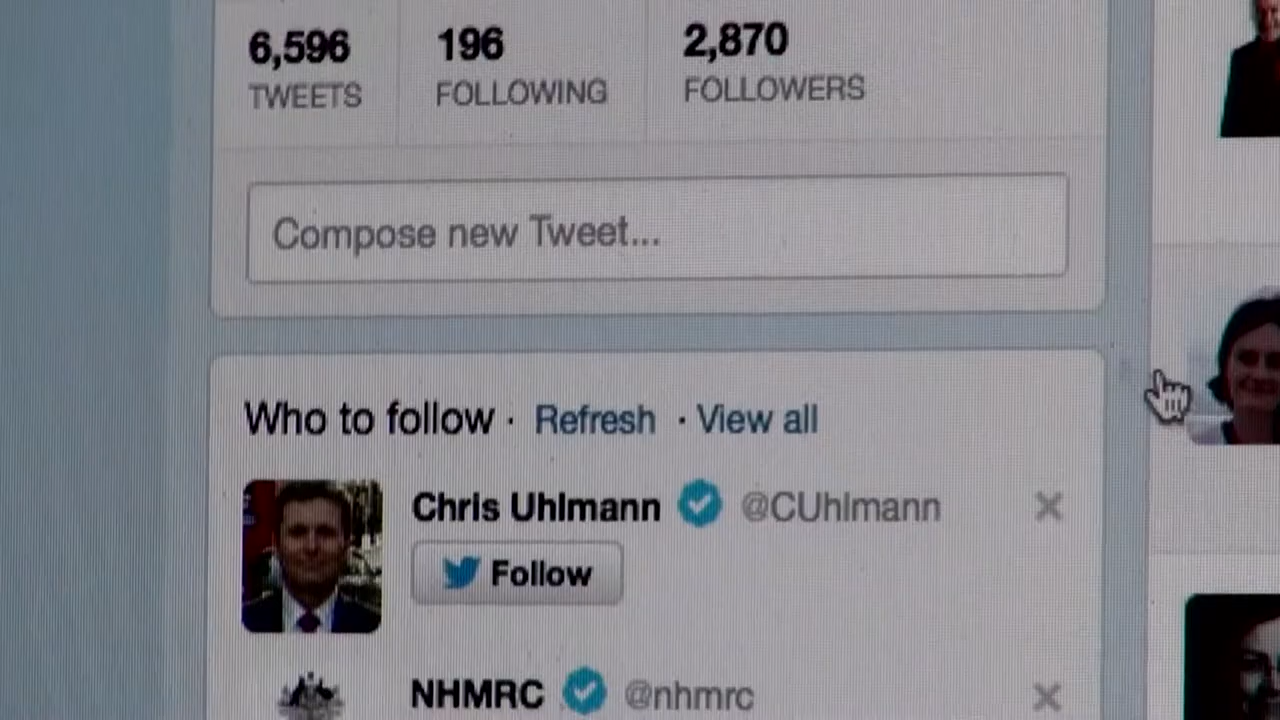 6,596 196 2,870
TWEETS FOLLOWING FOLLOWERS
Compose new Tweet...
Who to follow · Refresh · View all
Chris Uhlmann @CUhlmann
Follow
NHMRC @nhmrc